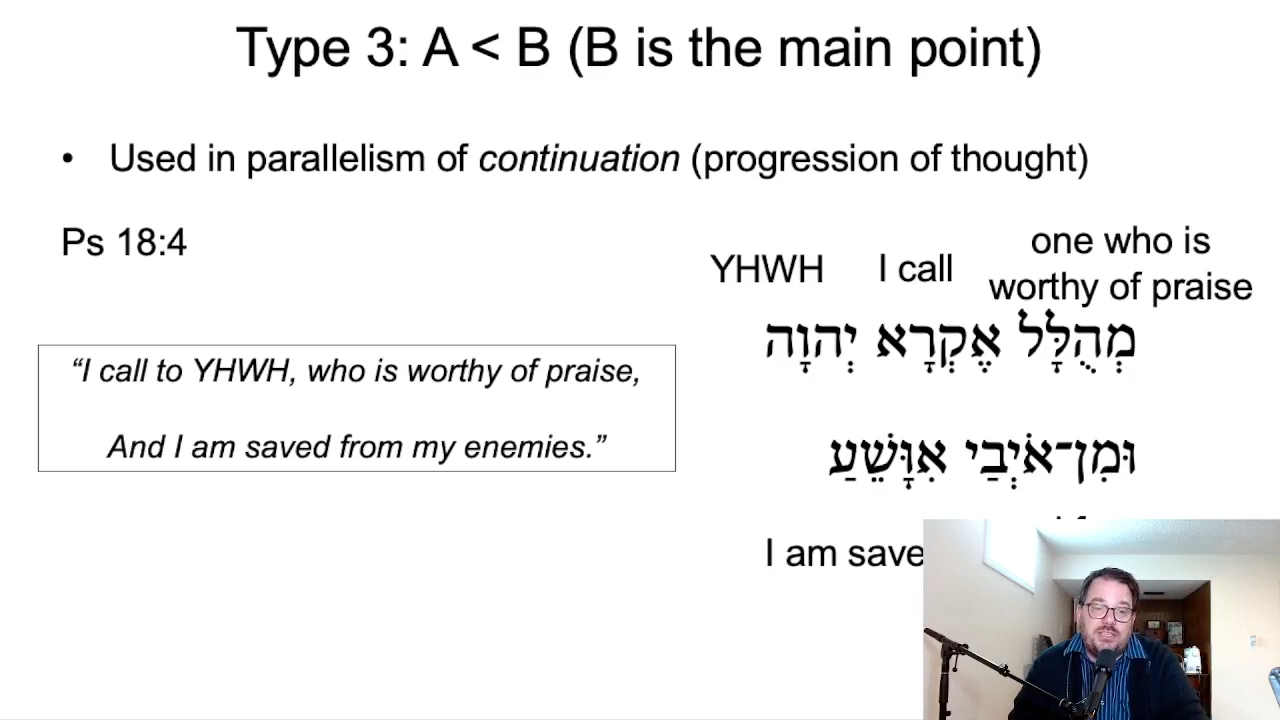 Type 3: A < B (B is the main point)
• Used in parallelism of continuation (progression of thought)
Ps 18:4
one who is
worthy of praise
I call
YHWH
מְהֻלָּל אֶקְרָא יְהוָה
“I call to YHWH, who is worthy of praise,
And I am saved from my enemies.”
וּמִן־אֹיְבַי אִוָּשֵׁעַ
I am save